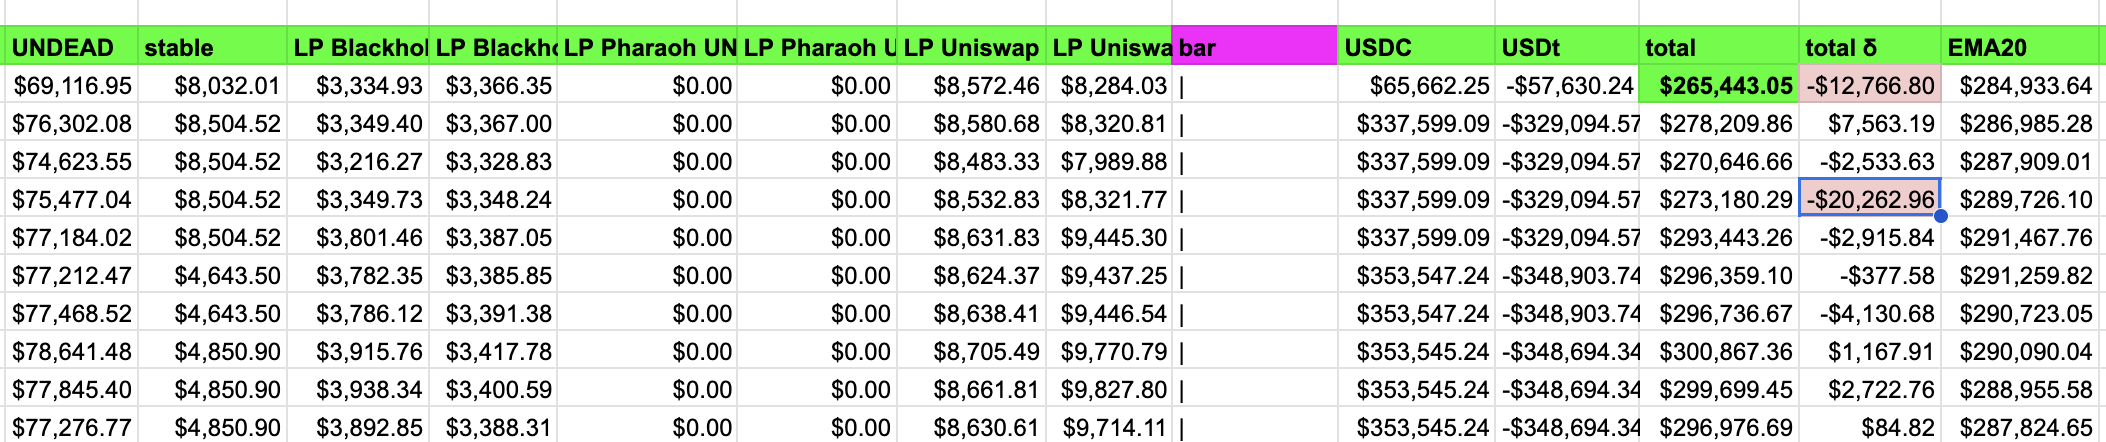 UNDEAD stable LP Blackhol LP Blackho LP Pharaoh UN LP Pharaoh U LP Uniswap LP Uniswa bar USDC USDt total total δ EMA20
$69,116.95 $8,032.01 $3,334.93 $3,366.35 $0.00 $0.00 $8,572.46 $8,284.03 | $65,662.25 -$57,630.24 $265,443.05 -$12,766.80 $284,933.64
$76,302.08 $8,504.52 $3,349.40 $3,367.00 $0.00 $0.00 $8,580.68 $8,320.81 | $337,599.09 -$329,094.57 $278,209.86 $7,563.19 $286,985.28
$74,623.55 $8,504.52 $3,216.27 $3,328.83 $0.00 $0.00 $8,483.33 $7,989.88 | $337,599.09 -$329,094.57 $270,646.66 -$2,533.63 $287,909.01
$75,477.04 $8,504.52 $3,349.73 $3,348.24 $0.00 $0.00 $8,532.83 $8,321.77 | $337,599.09 -$329,094.57 $273,180.29 -$20,262.96 $289,726.10
$77,184.02 $8,504.52 $3,801.46 $3,387.05 $0.00 $0.00 $8,631.83 $9,445.30 | $337,599.09 -$329,094.57 $293,443.26 -$2,915.84 $291,467.76
$77,212.47 $4,643.50 $3,782.35 $3,385.85 $0.00 $0.00 $8,624.37 $9,437.25 | $353,547.24 -$348,903.74 $296,359.10 -$377.58 $291,259.82
$77,468.52 $4,643.50 $3,786.12 $3,391.38 $0.00 $0.00 $8,638.41 $9,446.54 | $353,547.24 -$348,903.74 $296,736.67 -$4,130.68 $290,723.05
$78,641.48 $4,850.90 $3,915.76 $3,417.78 $0.00 $0.00 $8,705.49 $9,770.79 | $353,545.24 -$348,694.34 $300,867.36 $1,167.91 $290,090.04
$77,845.40 $4,850.90 $3,938.34 $3,400.59 $0.00 $0.00 $8,661.81 $9,827.80 | $353,545.24 -$348,694.34 $299,699.45 $2,722.76 $288,955.58
$77,276.77 $4,850.90 $3,892.85 $3,388.31 $0.00 $0.00 $8,630.61 $9,714.11 | $353,545.24 -$348,694.34 $296,976.69 $84.82 $287,824.65